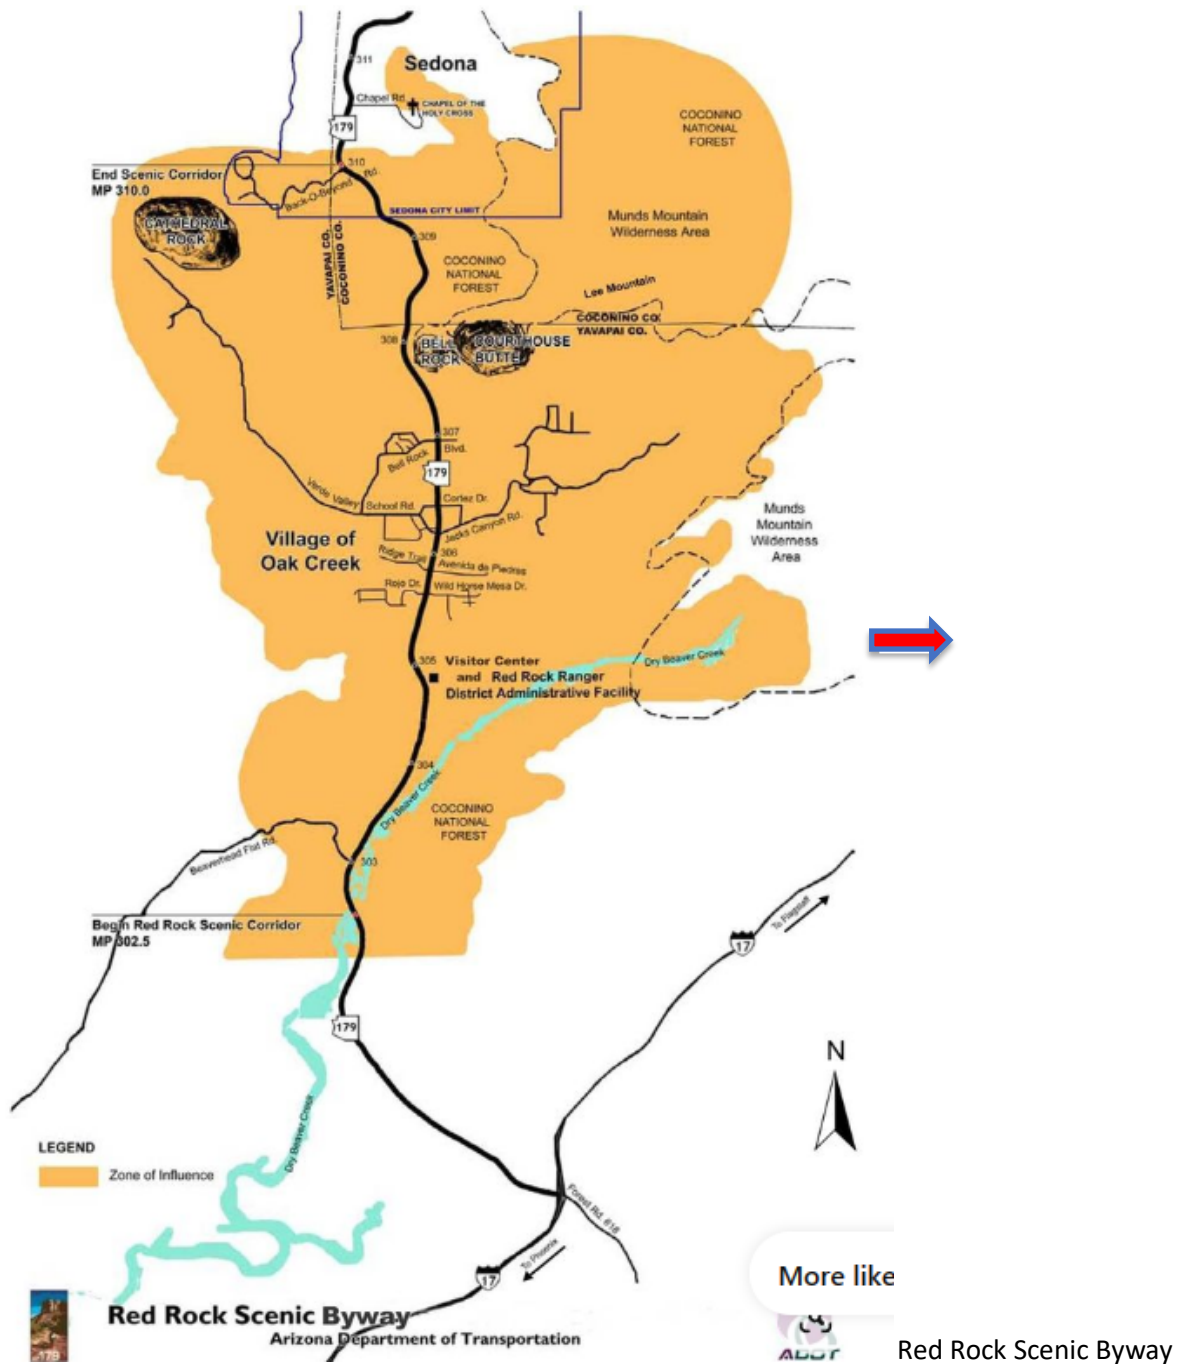 311
Sedona
Chapel Rd.
CHAPEL OF THE
HOLY CROSS
COCONINO
NATIONAL
FOREST
179
310
End Scenic Corridor
MP 310.0
Back-O-Beyond Rd.
SEDONA CITY LIMIT
Munds Mountain
Wilderness Area
CATHEDRAL
ROCK
309
YAVAPAI CO.
COCONINO CO.
COCONINO
NATIONAL
FOREST
Lee Mountain
COCONINO CO.
YAVAPAI CO.
308
BELL
ROCK
COURTHOUSE
BUTTE
307
Bell Rock Blvd.
179
Verde Valley School Rd.
Cortez Dr.
Jacks Canyon Rd.
Munds
Mountain
Wilderness
Area
Village of
Oak Creek
306
Ridge Trail
Avenida de Piedras
Rojo Dr.
Wild Horse Mesa Dr.
305
Visitor Center
and Red Rock Ranger
District Administrative Facility
Dry Beaver Creek
304
Dry Beaver Creek
COCONINO
NATIONAL
FOREST
Beaverhead Flat Rd.
303
Begin Red Rock Scenic Corridor
MP 302.5
To Flagstaff
17
179
N
Dry Beaver Creek
LEGEND
Zone of Influence
Forest Rd. 618
To Phoenix
17
More like
179
Red Rock Scenic Byway
Arizona Department of Transportation
ADOT
Red Rock Scenic Byway